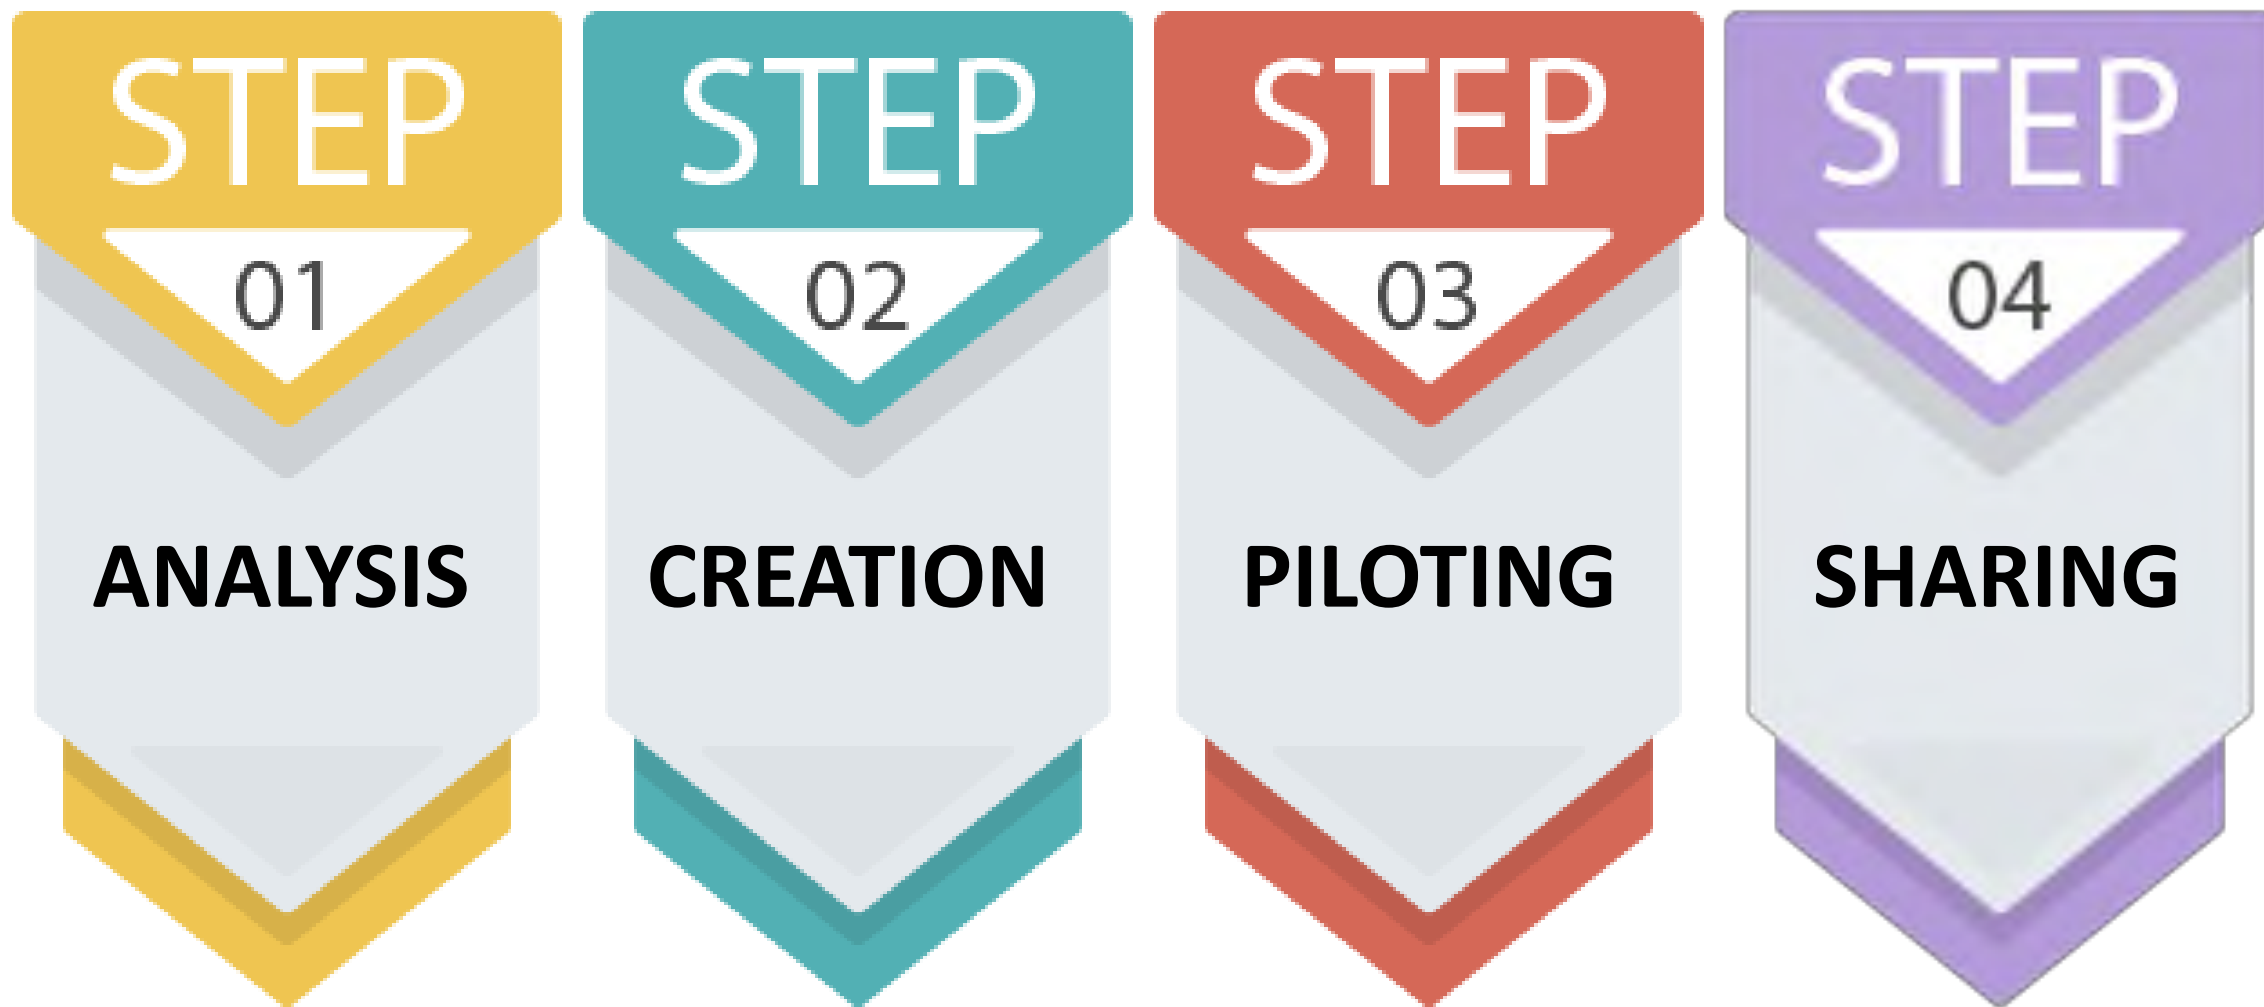 STEP
01
ANALYSIS
STEP
02
CREATION
STEP
03
PILOTING
STEP
04
SHARING